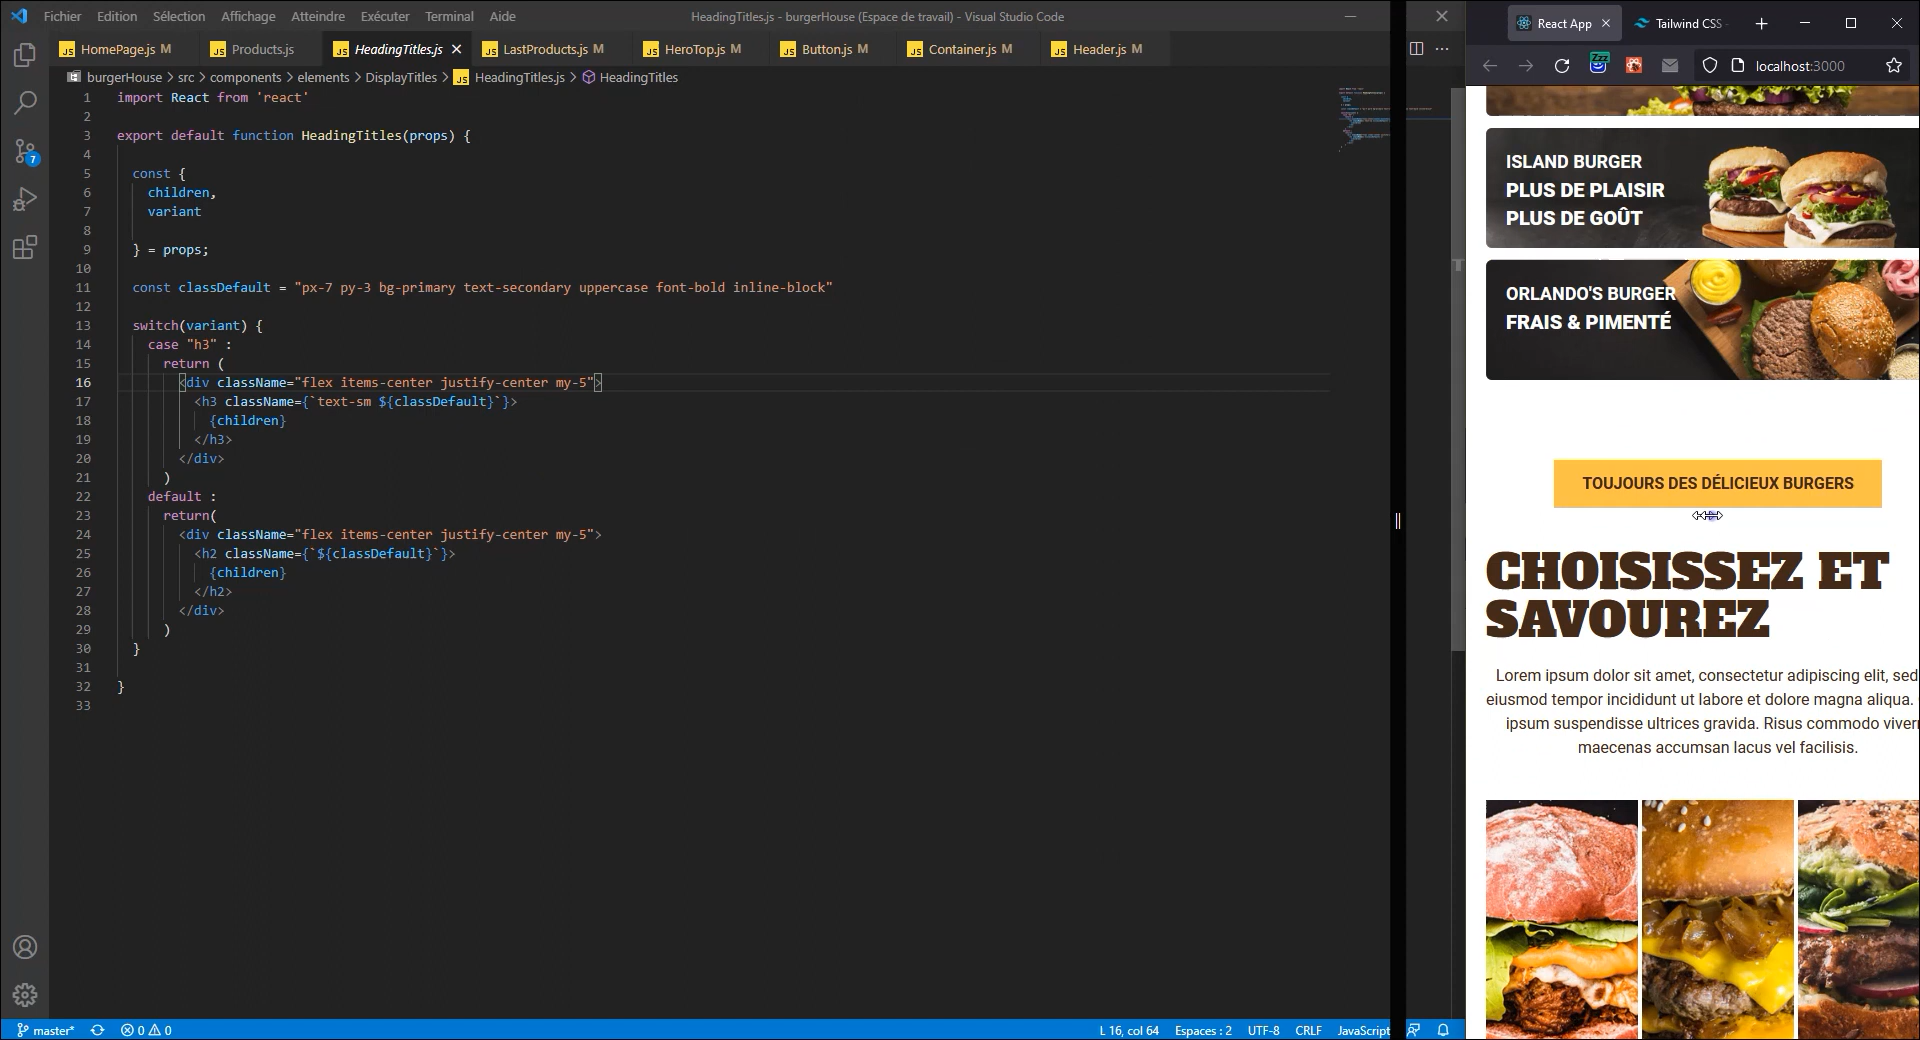 Fichier Edition Sélection Affichage Atteindre Exécuter Terminal Aide
HeadingTitles.js - burgerHouse (Espace de travail) - Visual Studio Code
HomePage.js M
Products.js
HeadingTitles.js
LastProducts.js M
HeroTop.js M
Button.js M
Container.js M
Header.js M
burgerHouse > src > components > elements > DisplayTitles > HeadingTitles.js > HeadingTitles
1 import React from 'react'
2
3 export default function HeadingTitles(props) {
4
5 const {
6 children,
7 variant
8
9 } = props;
10
11 const classDefault = "px-7 py-3 bg-primary text-secondary uppercase font-bold inline-block"
12
13 switch(variant) {
14 case "h3" :
15 return (
16 <div className="flex items-center justify-center my-5">
17 <h3 className={`text-sm ${classDefault}`}>
18 {children}
19 </h3>
20 </div>
21 )
22 default :
23 return(
24 <div className="flex items-center justify-center my-5">
25 <h2 className={`${classDefault}`}>
26 {children}
27 </h2>
28 </div>
29 )
30 }
31
32 }
33
7
master* 0 0
L 16, col 64 Espaces : 2 UTF-8 CRLF JavaScript
React App
Tailwind CSS
localhost:3000
ISLAND BURGER
PLUS DE PLAISIR
PLUS DE GOÛT
ORLANDO'S BURGER
FRAIS & PIMENTÉ
TOUJOURS DES DÉLICIEUX BURGERS
CHOISISSEZ ET
SAVOUREZ
Lorem ipsum dolor sit amet, consectetur adipiscing elit, sed
eiusmod tempor incididunt ut labore et dolore magna aliqua.
ipsum suspendisse ultrices gravida. Risus commodo
maecenas accumsan lacus vel facilisis.